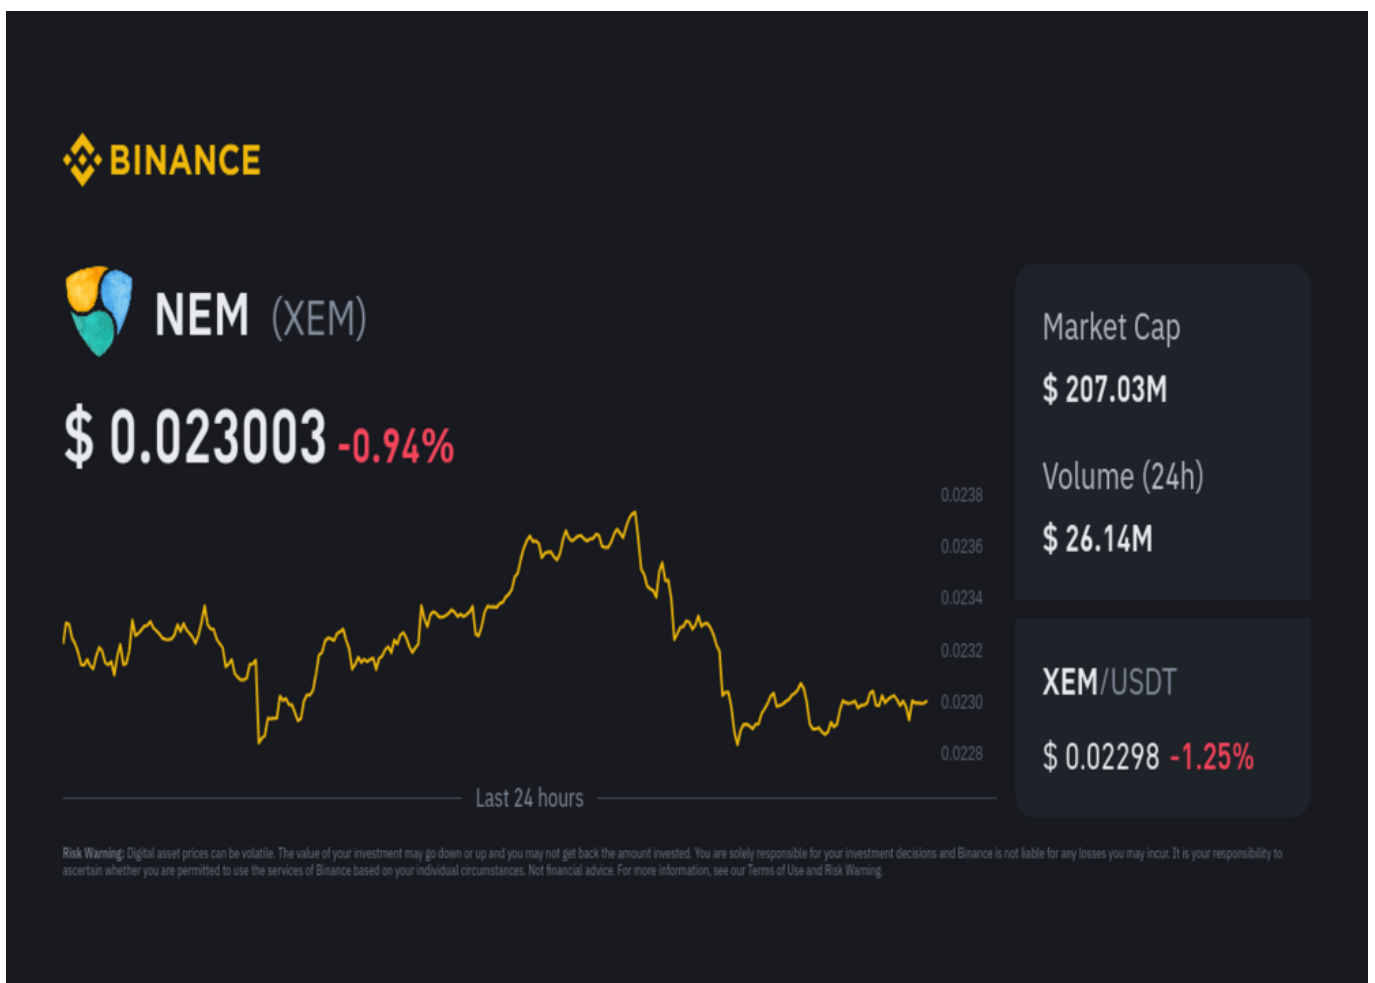 BINANCE
NEM (XEM)
$ 0.023003 -0.94%
0.0238
0.0236
0.0234
0.0232
0.0230
0.0228
Last 24 hours
Market Cap
$ 207.03M
Volume (24h)
$ 26.14M
XEM/USDT
$ 0.02298 -1.25%
Risk Warning: Digital asset prices can be volatile. The value of your investment may go down or up and you may not get back the amount invested. You are solely responsible for your investment decisions and Binance is not liable for any losses you may incur. It is your responsibility to
ascertain whether you are permitted to use the services of Binance based on your individual circumstances. Not financial advice. For more information, see our Terms of Use and Risk Warning.